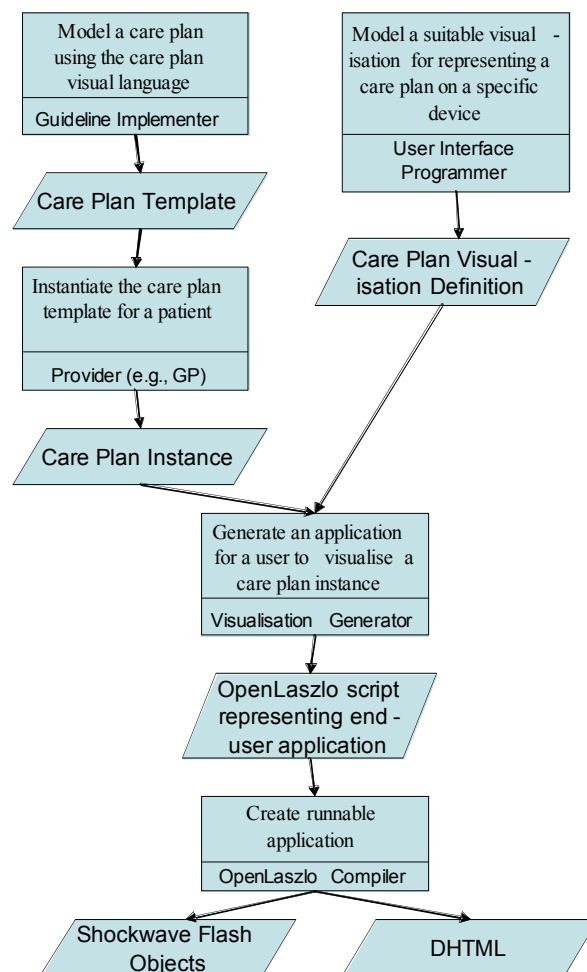 Model a care plan
using the care plan
visual language
Guideline Implementer
Model a suitable visual -
isation for representing a
care plan on a specific
device
User Interface
Programmer
Care Plan Template
Care Plan Visual -
isation Definition
Instantiate the care plan
template for a patient
Provider (e.g., GP)
Care Plan Instance
Generate an application
for a user to visualise a
care plan instance
Visualisation Generator
OpenLaszlo script
representing end -
user application
Create runnable
application
OpenLaszlo Compiler
Shockwave Flash
Objects
DHTML